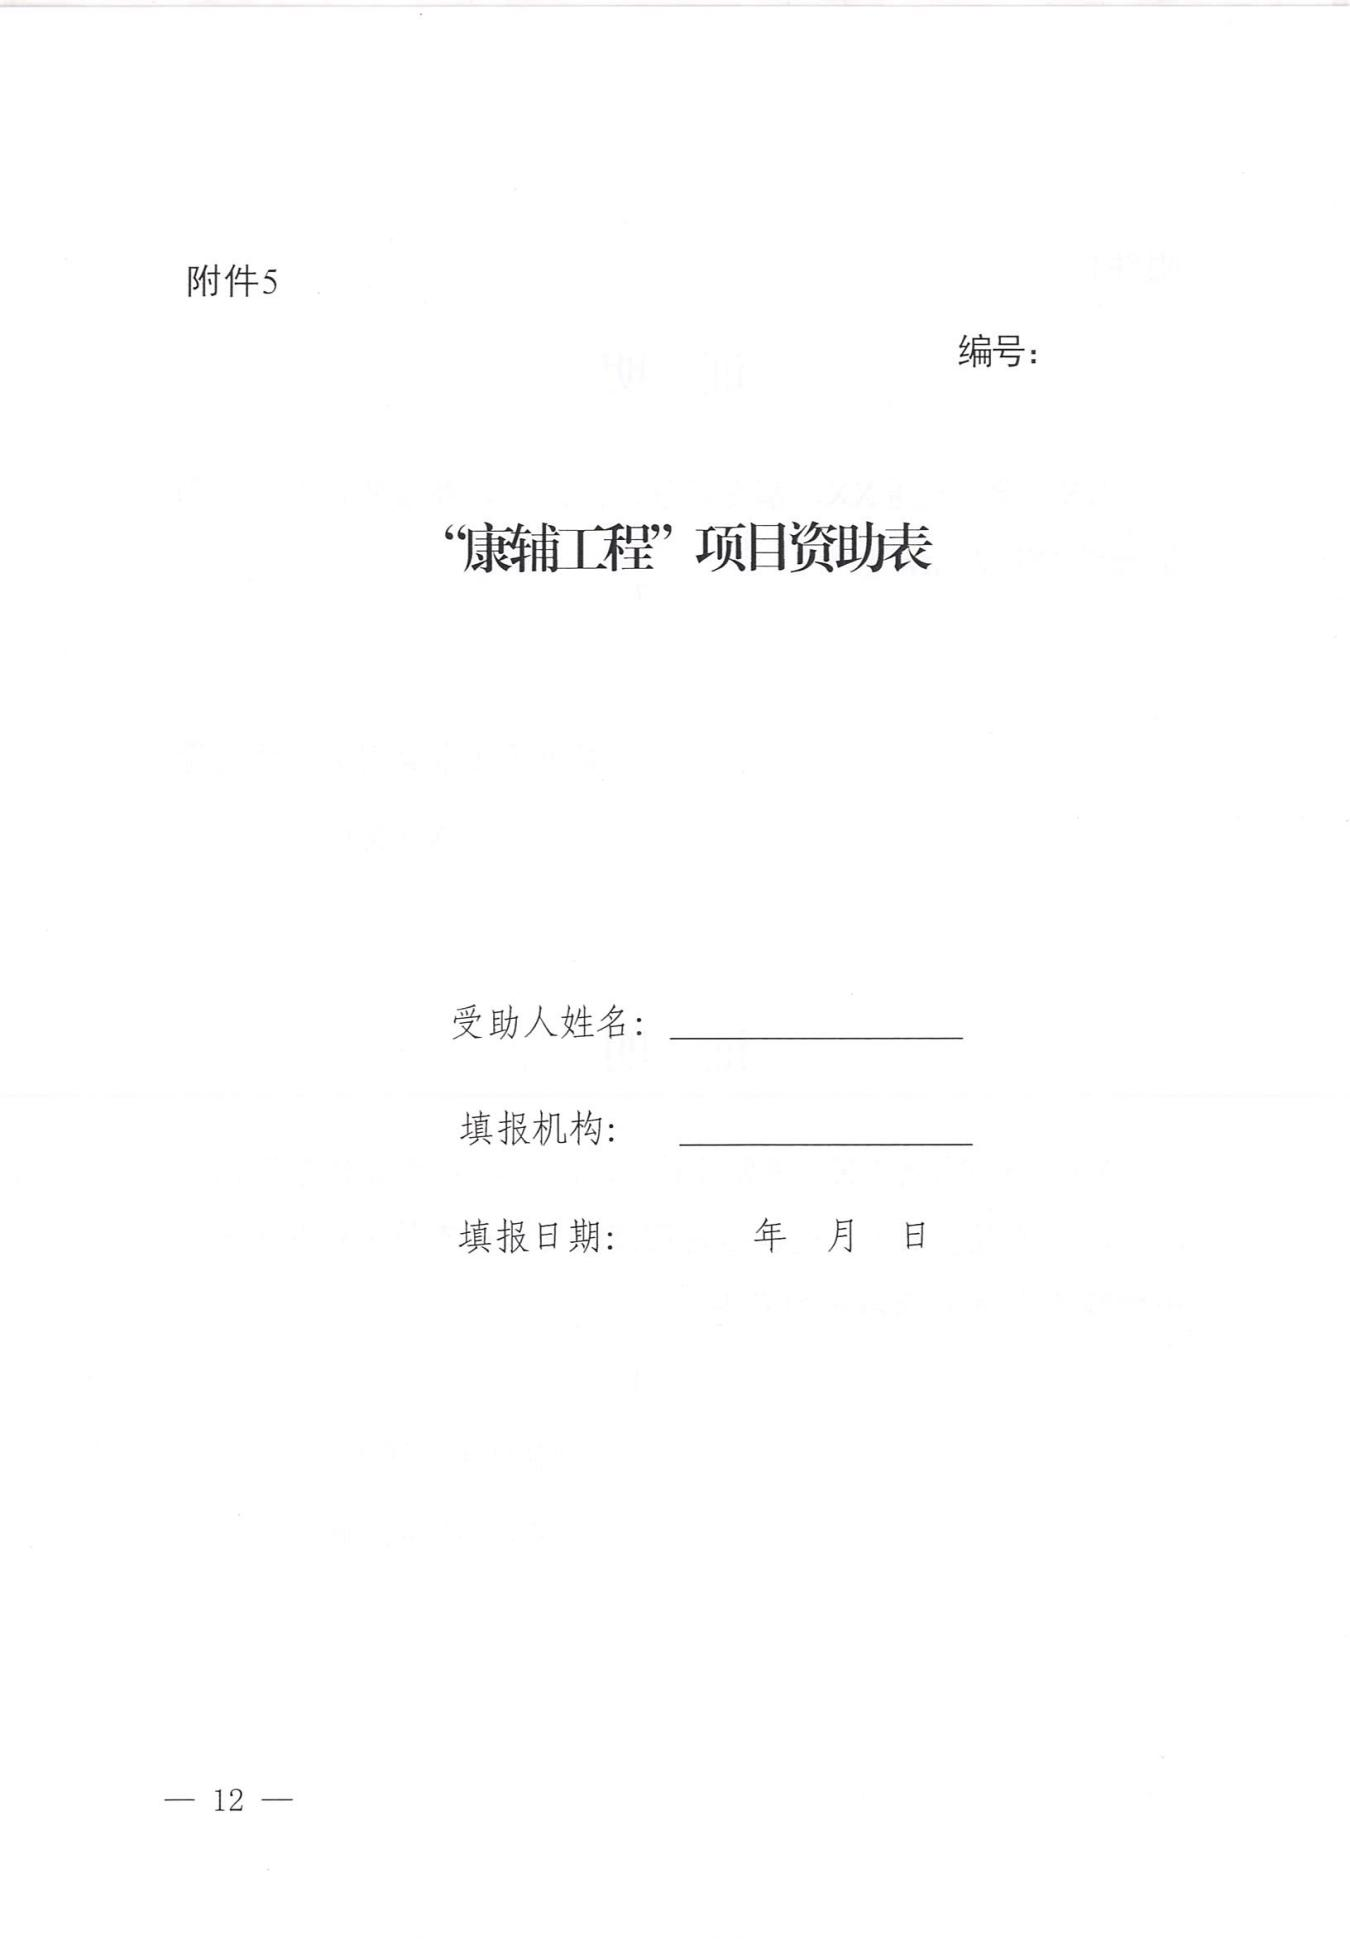 附件5
编号：
“康辅工程”项目资助表
受助人姓名：
填报机构：
填报日期： 年 月 日
— 12 —